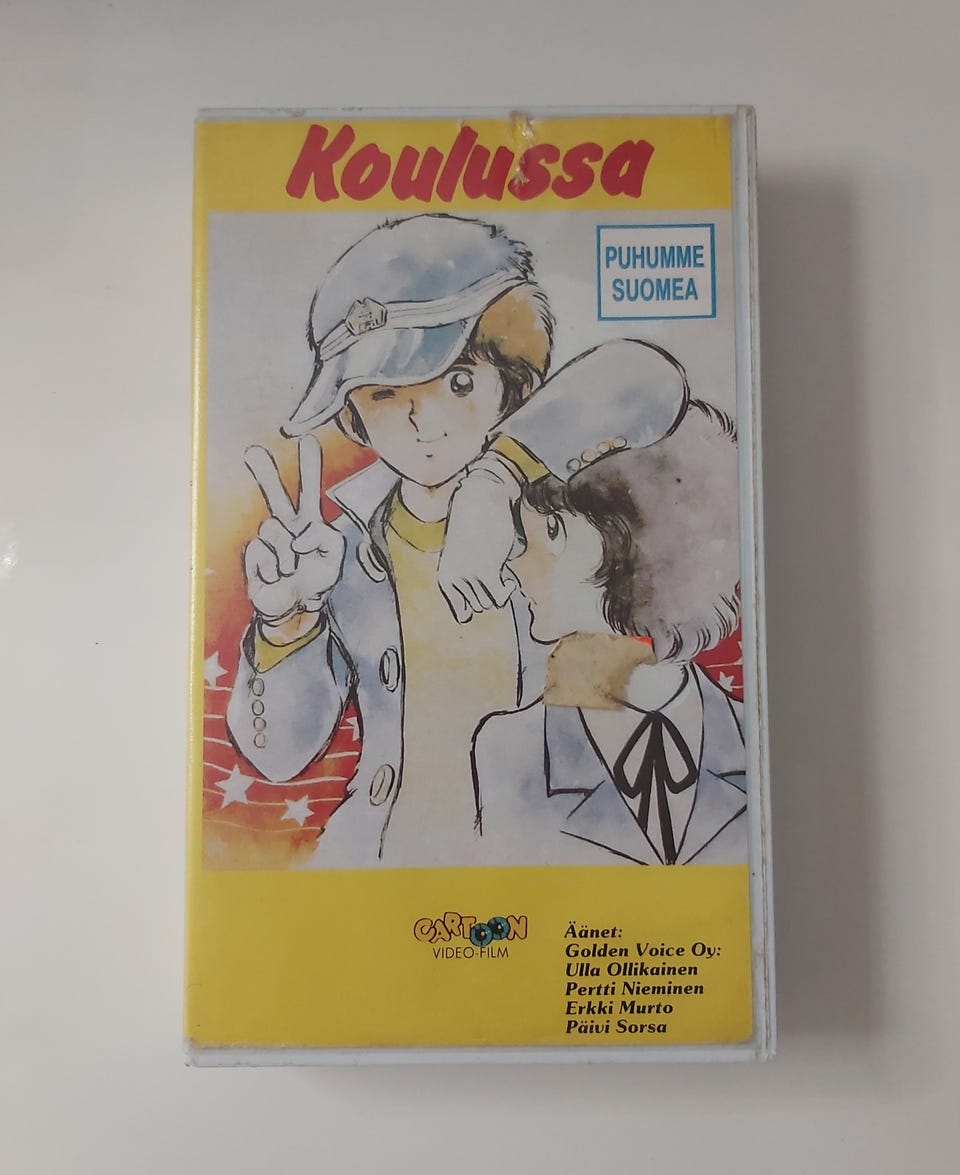 Koulussa
PUHUMME
SUOMEA
CARTOON
VIDEO-FILM
Äänet:
Golden Voice Oy:
Ulla Ollikainen
Pertti Nieminen
Erkki Murto
Päivi Sorsa